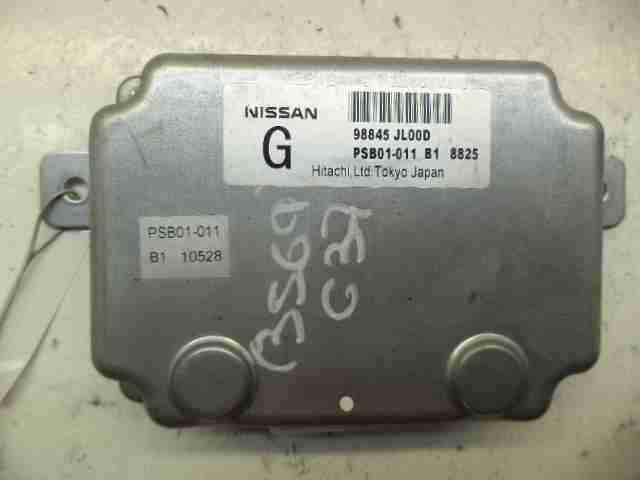 NISSAN
G
98845 JL00D
PSB01-011 B1 8825
Hitachi,Ltd.Tokyo Japan
PSB01-011
B1 10528